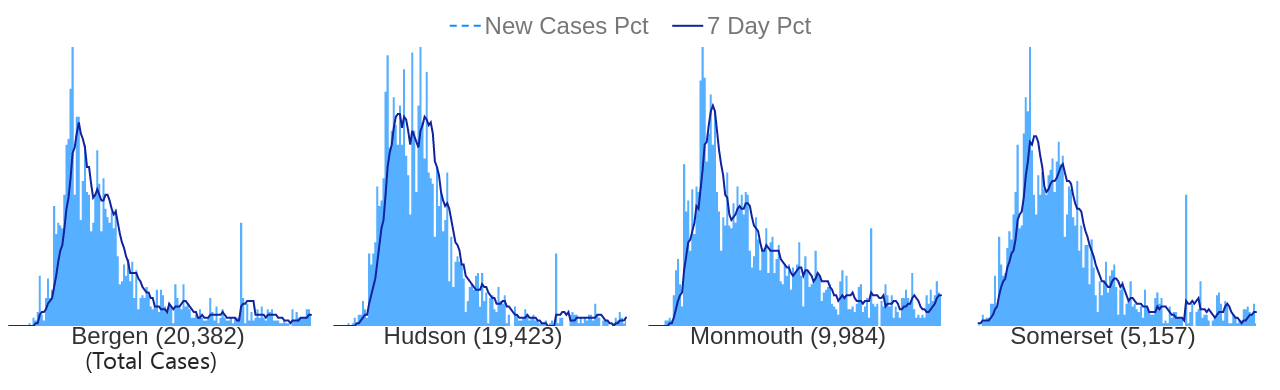 New Cases Pct 7 Day Pct
Bergen (20,382) Hudson (19,423) Monmouth (9,984) Somerset (5,157)
(Total Cases)